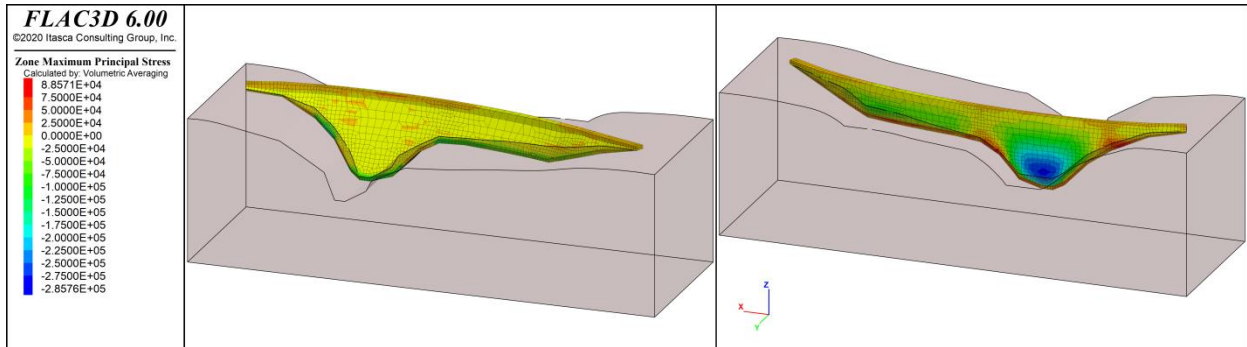 FLAC3D 6.00
©2020 Itasca Consulting Group, Inc.
Zone Maximum Principal Stress
Calculated by: Volumetric Averaging
8.8571E+04
7.5000E+04
5.0000E+04
2.5000E+04
0.0000E+00
-2.5000E+04
-5.0000E+04
-7.5000E+04
-1.0000E+05
-1.2500E+05
-1.5000E+05
-1.7500E+05
-2.0000E+05
-2.2500E+05
-2.5000E+05
-2.7500E+05
-2.8576E+05
Z
X
Y